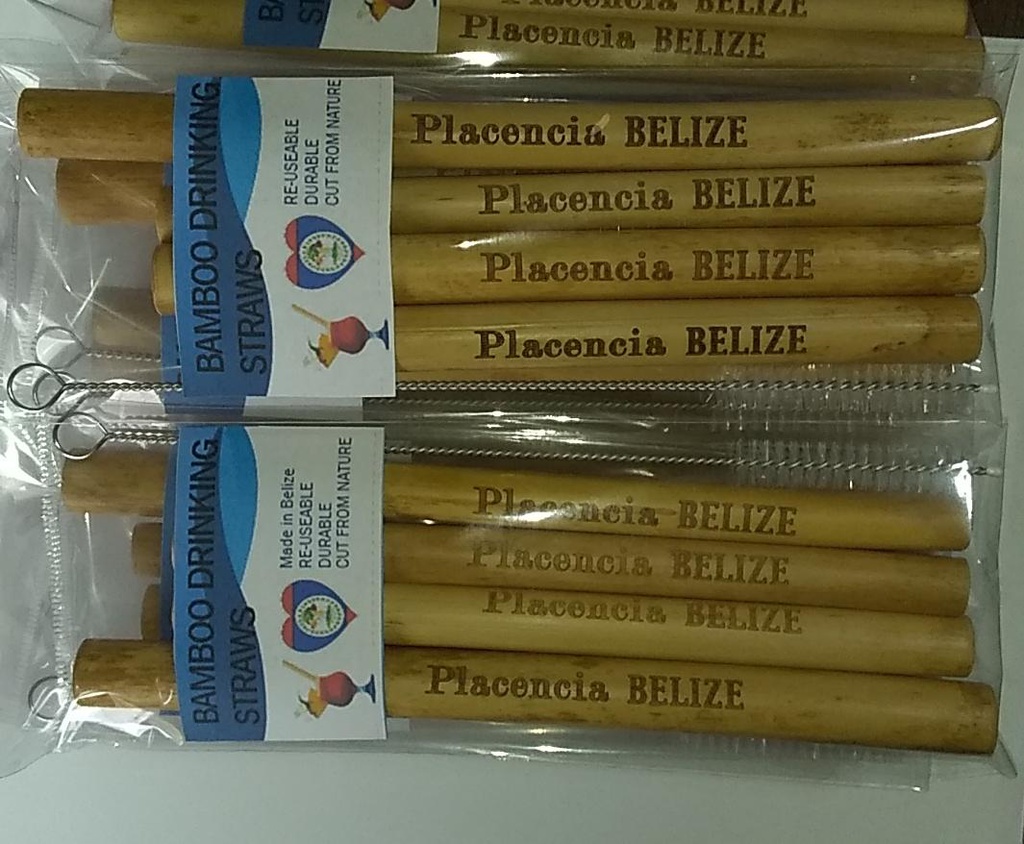 BA
ST
Placencia BELIZE
Placencia BELIZE
BAMBOO DRINKING
STRAWS
RE-USEABLE
DURABLE
CUT FROM NATURE
Placencia BELIZE
Placencia BELIZE
Placencia BELIZE
Placencia BELIZE
BAMBOO DRINKING
STRAWS
Made in Belize
RE-USEABLE
DURABLE
CUT FROM NATURE
Placencia BELIZE
Placencia BELIZE
Placencia BELIZE
Placencia BELIZE